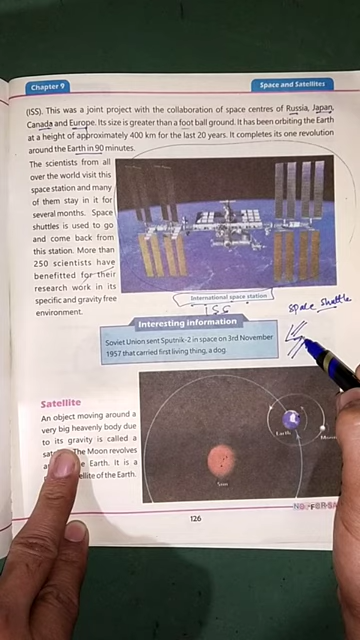 Chapter 9
Space and Satellites
(ISS). This was a joint project with the collaboration of space centres of Russia, Japan,
Canada and Europe. Its size is greater than a foot ball ground. It has been orbiting the Earth
at a height of approximately 400 km for the last 20 years. It completes its one revolution
around the Earth in 90 minutes.
The scientists from all
over the world visit this
space station and many
of them stay in it for
several months. Space
shuttles is used to go
and come back from
this station. More than
250 scientists have
benefitted for their
research work in its
specific and gravity free
environment.
International space station
ISS
space shuttle
Interesting Information
Soviet Union sent Sputnik-2 in space on 3rd November
1957 that carried first living thing, a dog.
Satellite
An object moving around a
very big heavenly body due
to its gravity is called a
The Moon revolves
Earth. It is a
of the Earth.
Earth
Moon
Sun
126